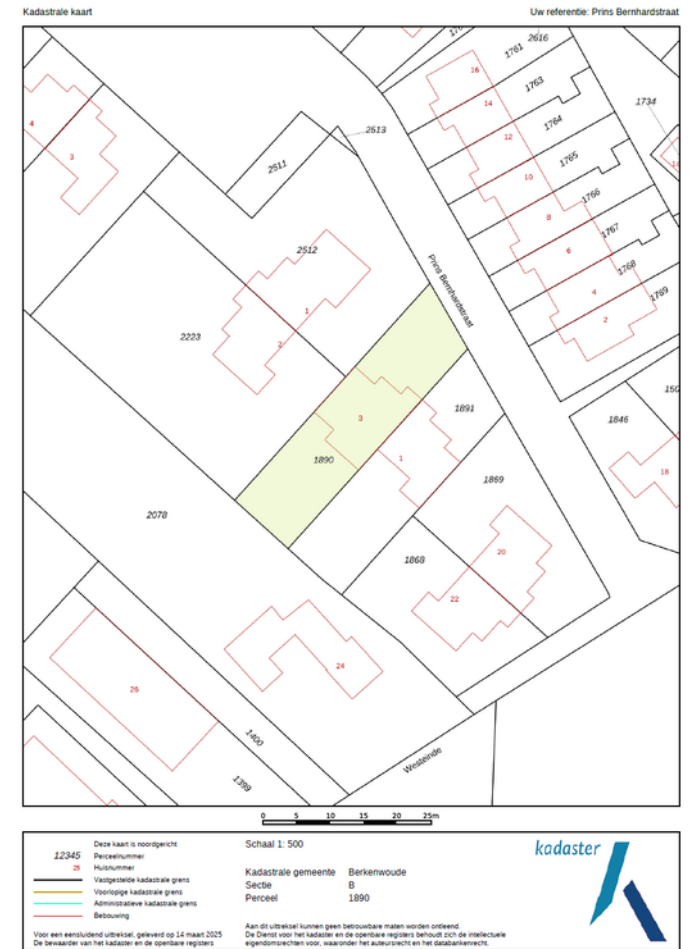 Kadastrale kaart
Uw referentie: Prins Bernhardstraat
2616
1761
16
1763
14
1734
2513
1764
12
4
3
2511
1765
10
1766
8
1767
2512
6
1768
Prins Bernhardstraat
4
1769
1
2
2223
2
1891
3
1846
1
1890
18
1869
2078
20
1868
22
24
26
1400
Westeinde
1399
0 5 10 15 20 25m
Deze kaart is noordgericht
12345 Perceelnummer
25 Huisnummer
Vastgestelde kadastrale grens
Voorlopige kadastrale grens
Administratieve kadastrale grens
Bebouwing
Voor een eensluidend uittreksel, geleverd op 14 maart 2025
De bewaarder van het kadaster en de openbare registers
Schaal 1: 500
Kadastrale gemeente Berkenwoude
Sectie B
Perceel 1890
Aan dit uittreksel kunnen geen betrouwbare maten worden ontleend.
De Dienst voor het kadaster en de openbare registers behoudt zich de intellectuele
eigendomsrechten voor, waaronder het auteursrecht en het databankenrecht.
kadaster